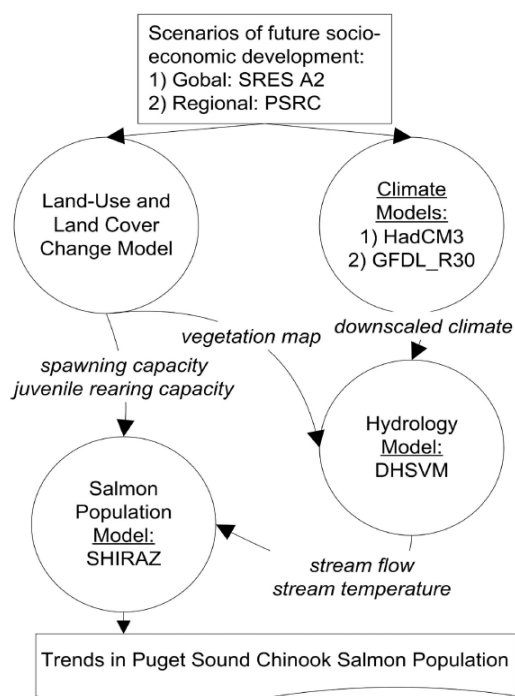 Scenarios of future socio-
economic development:
1) Gobal: SRES A2
2) Regional: PSRC
Land-Use and
Land Cover
Change Model
Climate
Models:
1) HadCM3
2) GFDL_R30
vegetation map
downscaled climate
spawning capacity
juvenile rearing capacity
Hydrology
Model:
DHSVM
Salmon
Population
Model:
SHIRAZ
stream flow
stream temperature
Trends in Puget Sound Chinook Salmon Population